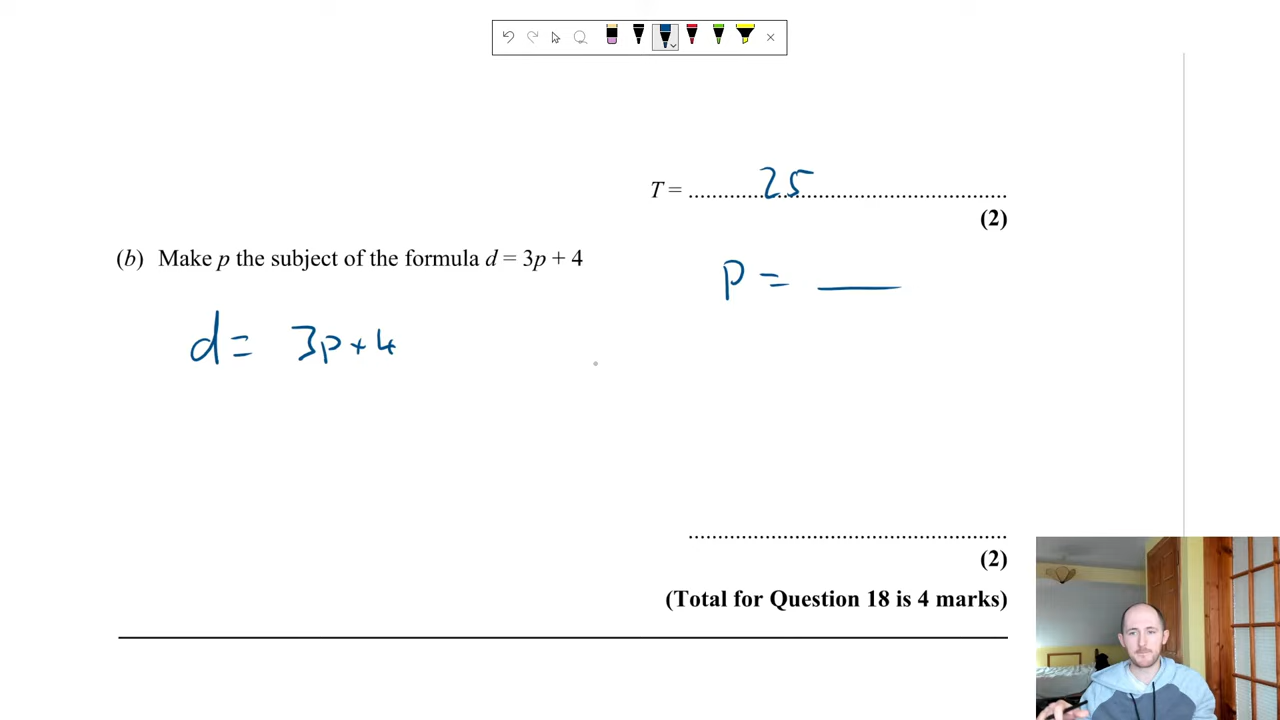 T = ........................................................ 25
(2)
(b) Make p the subject of the formula d = 3p + 4
p = ____
d = 3p + 4
........................................................
(2)
(Total for Question 18 is 4 marks)